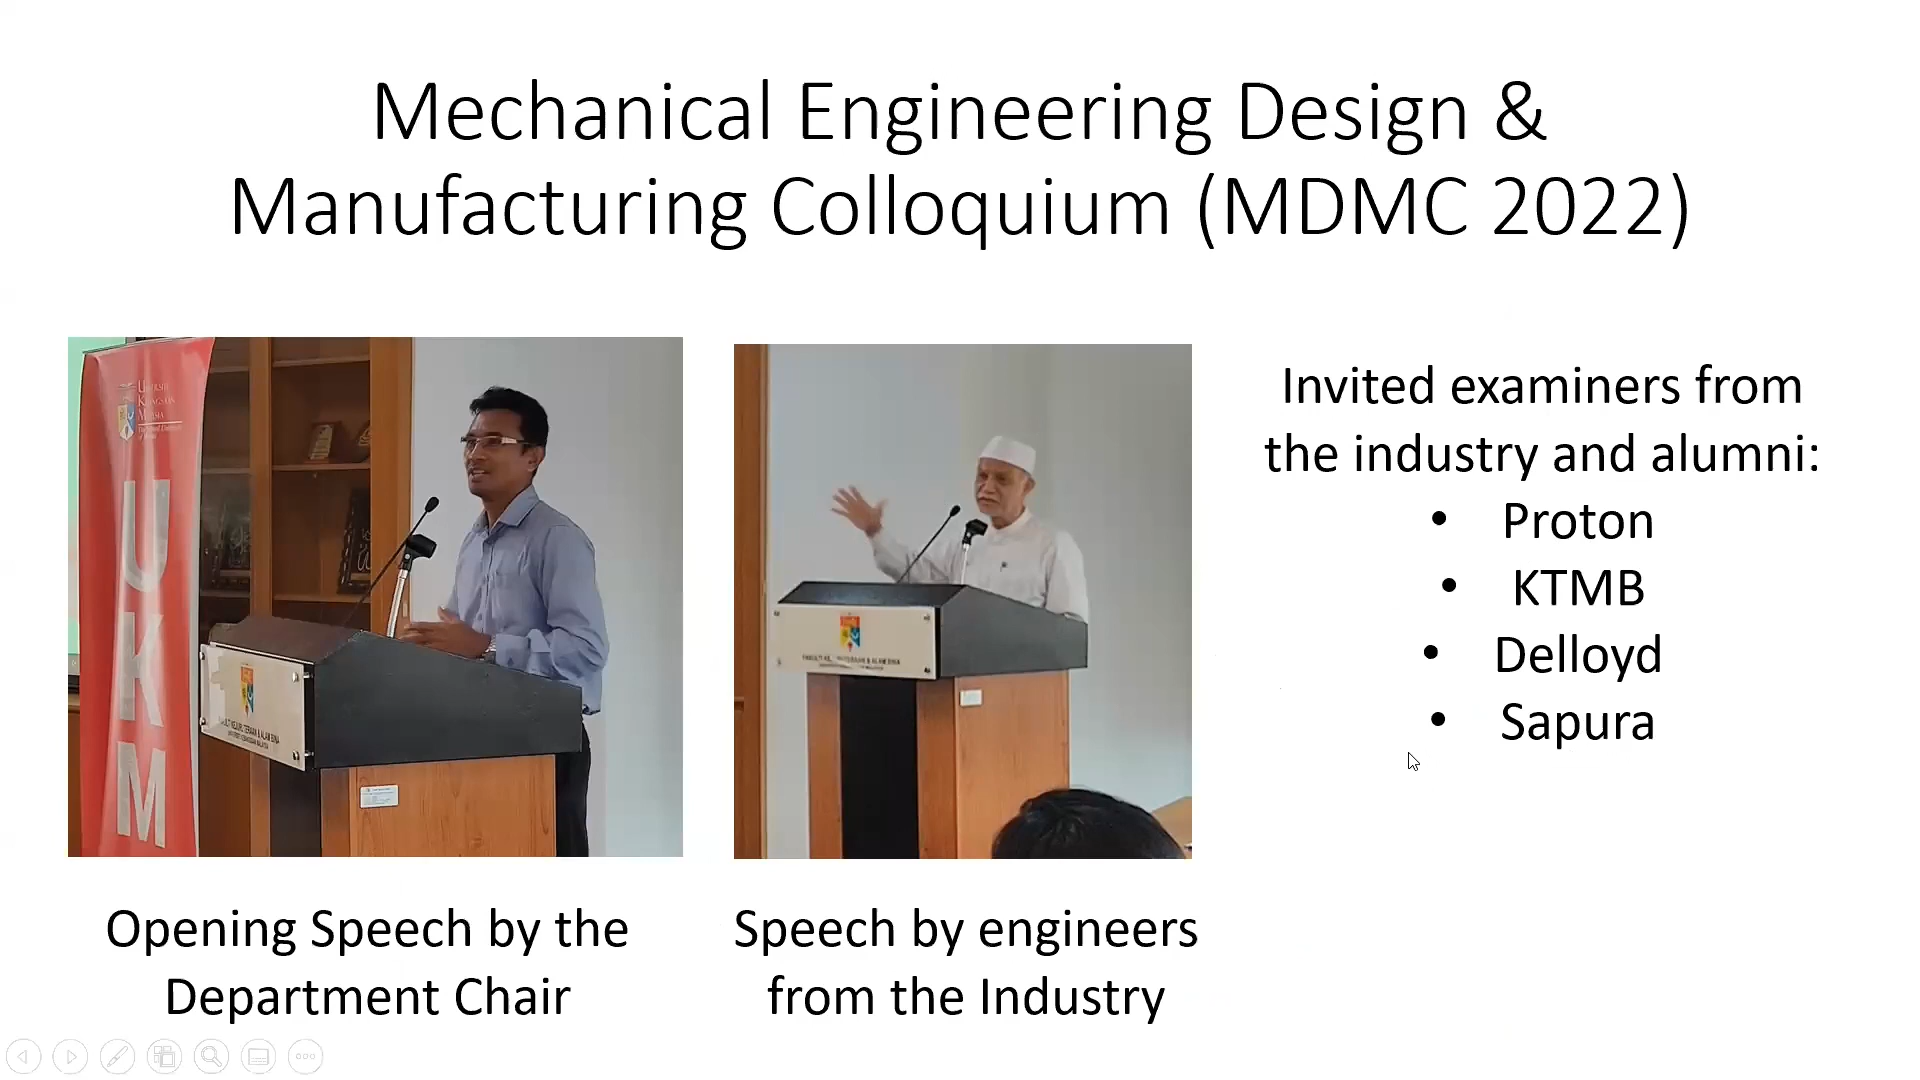 Mechanical Engineering Design &
Manufacturing Colloquium (MDMC 2022)
UKM
Opening Speech by the
Department Chair
Speech by engineers
from the Industry
Invited examiners from
the industry and alumni:
• Proton
• KTMB
• Delloyd
• Sapura